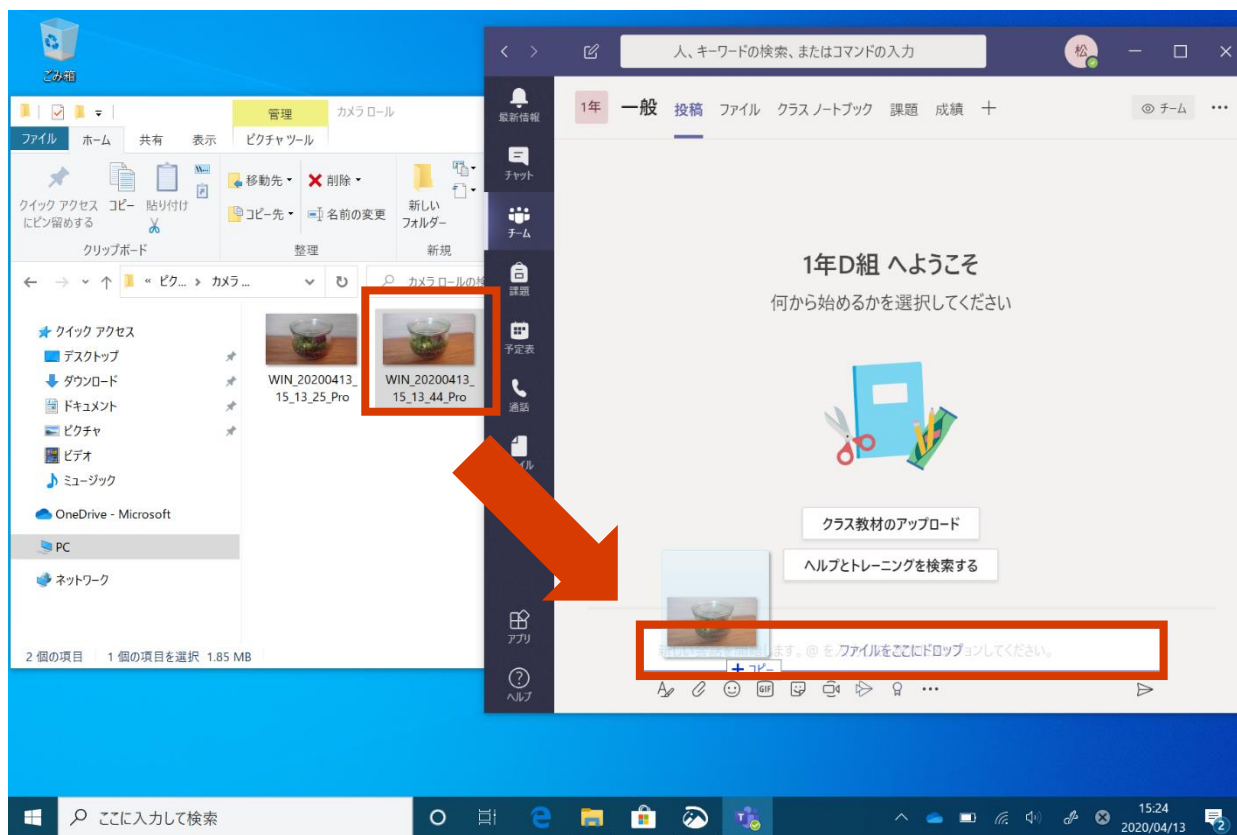 ごみ箱
管理
カメラ ロール
ファイル
ホーム
共有
表示
ピクチャ ツール
クイック アクセス
にピン留めする
コピー
貼り付け
移動先
コピー先
削除
名前の変更
新しい
フォルダー
クリップボード
整理
新規
« ピク... › カメラ ...
カメラ ロールの検
クイック アクセス
デスクトップ
ダウンロード
ドキュメント
ピクチャ
ビデオ
ミュージック
OneDrive - Microsoft
PC
ネットワーク
WIN_20200413_
15_13_25_Pro
WIN_20200413_
15_13_44_Pro
2 個の項目
1 個の項目を選択 1.85 MB
人、キーワードの検索、またはコマンドの入力
松
最新情報
チャット
チーム
課題
予定表
通話
アプリ
ヘルプ
1年
一般
投稿
ファイル
クラス ノートブック
課題
成績
チーム
1年D組 へようこそ
何から始めるかを選択してください
クラス教材のアップロード
ヘルプとトレーニングを検索する
ファイルをここにドロップ
コピー
GIF
ここに入力して検索
15:24
2020/04/13
2